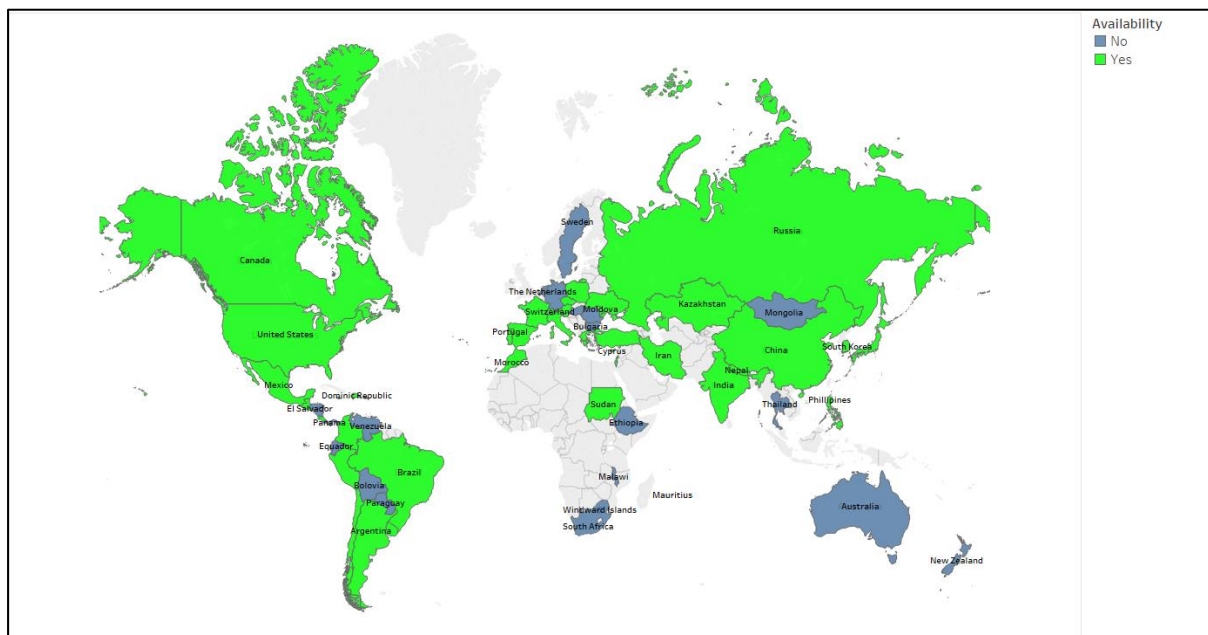 Availability
No
Yes
Sweden
Russia
Canada
The Netherlands
Kazakhstan
Moldova
Switzerland
Mongolia
Bulgaria
Portugal
United States
South Korea
China
Cyprus
Iran
Morocco
Nepal
Mexico
India
Dominican Republic
Phillipines
Sudan
Thailand
El Salvador
Panama
Venezuela
Ethiopia
Equador
Brazil
Malawi
Bolovia
Mauritius
Paraguay
Windward Islands
Australia
South Africa
Argentina
New Zealand